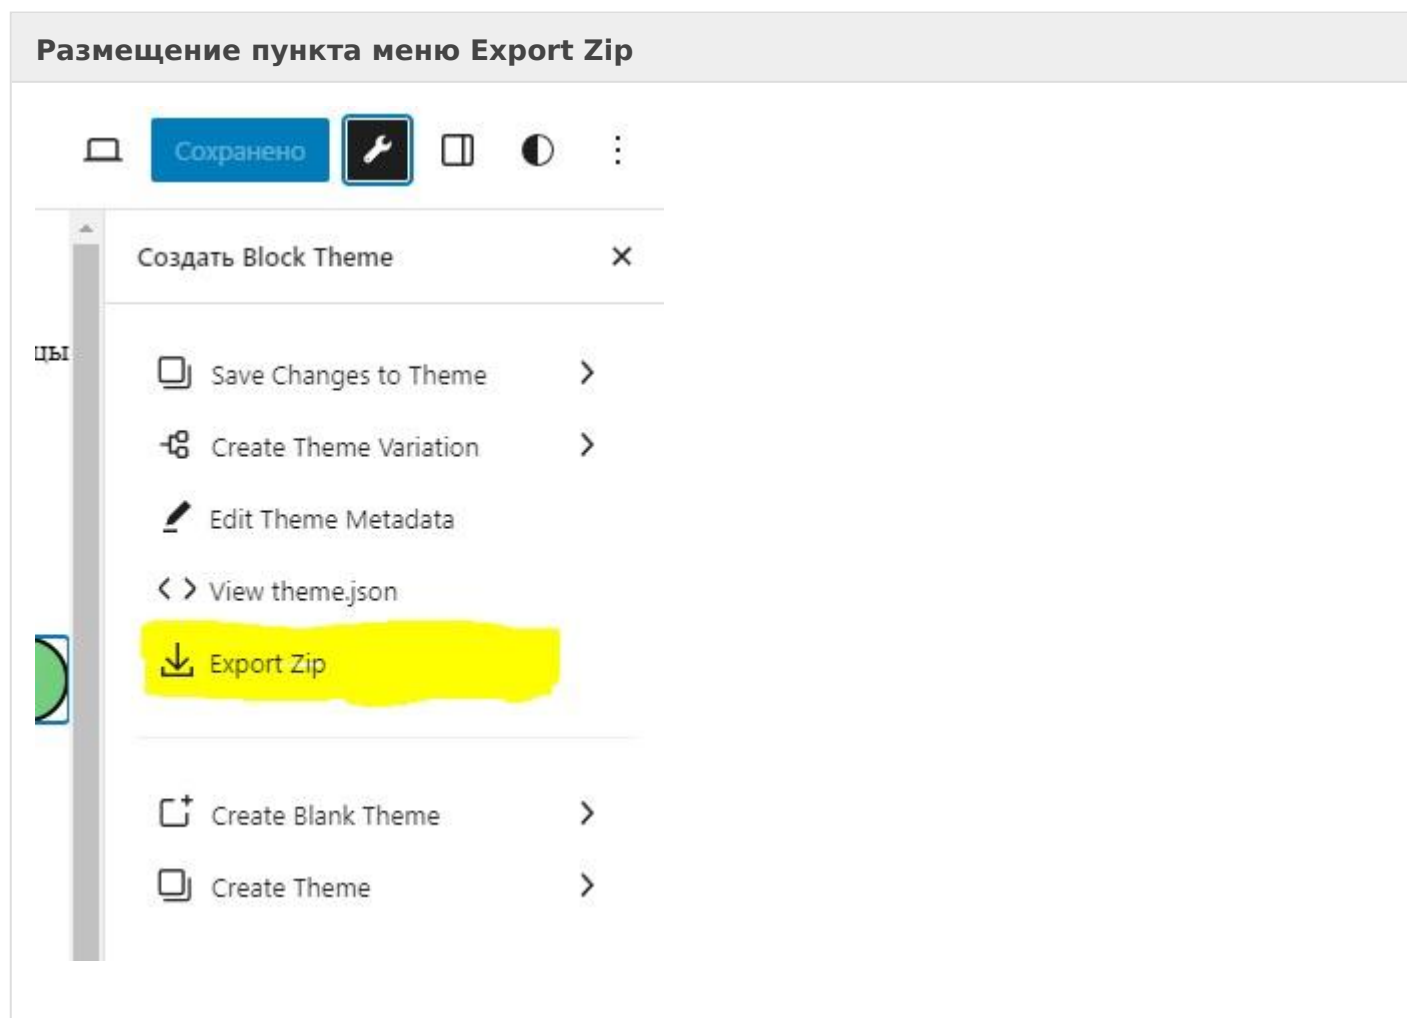 Размещение пункта меню Export Zip
Сохранено
Создать Block Theme
цы
Save Changes to Theme
Create Theme Variation
Edit Theme Metadata
View theme.json
Export Zip
Create Blank Theme
Create Theme